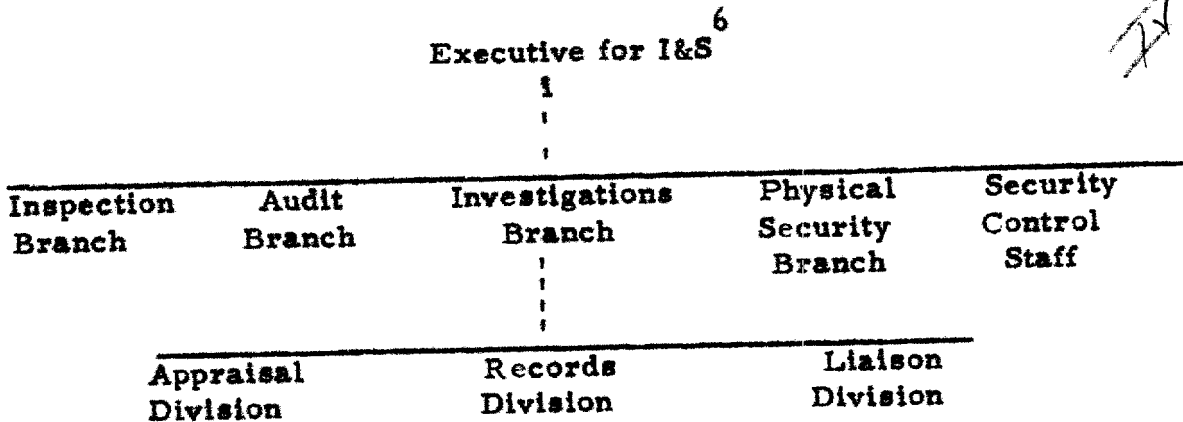 6
Executive for I&S
Inspection Audit Investigations Physical Security
Branch Branch Branch Security Control
Branch Staff
Appraisal Records Liaison
Division Division Division